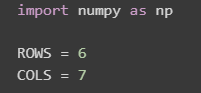 import numpy as np
ROWS = 6
COLS = 7